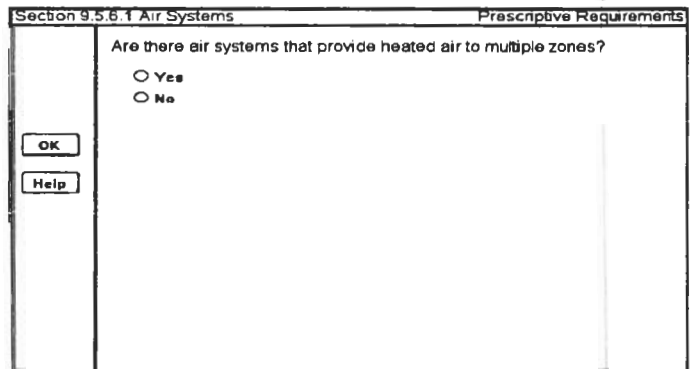 Section 9.5.6.1 Air Systems Prescriptive Requirements
Are there air systems that provide heated air to multiple zones?
Yes
No
OK
Help